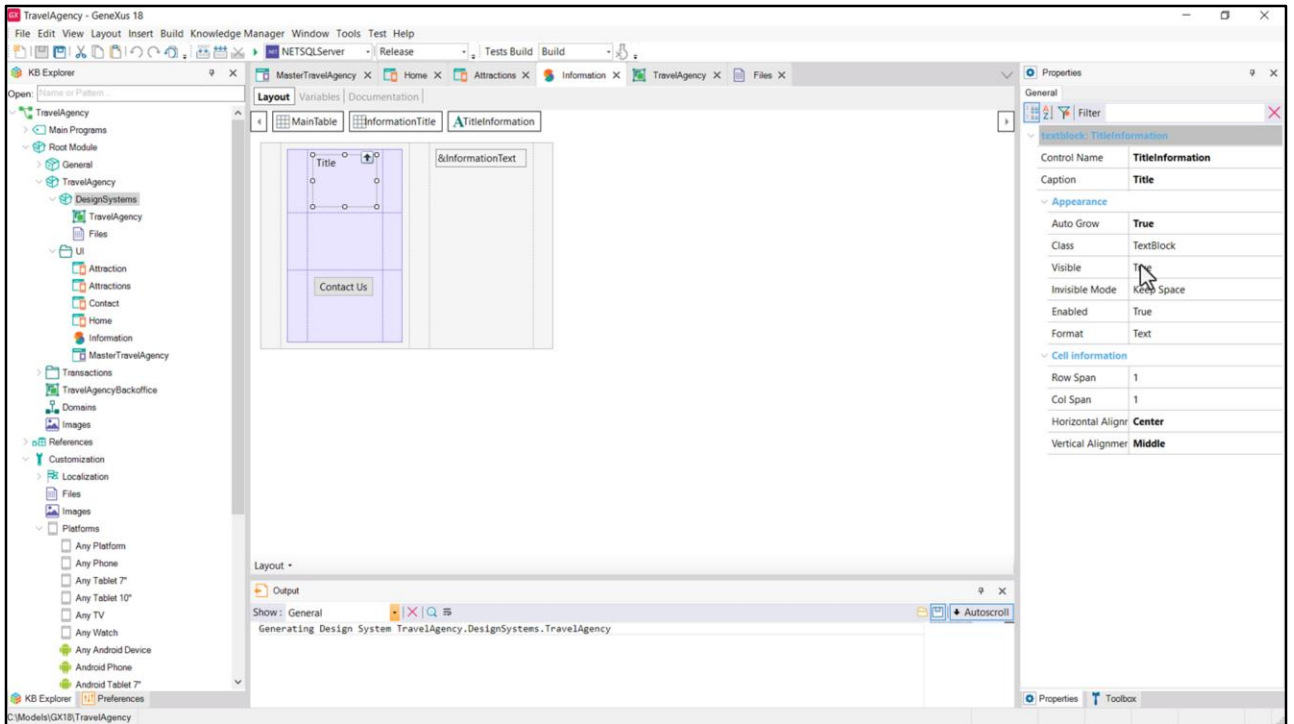 TravelAgency - GeneXus 18
File Edit View Layout Insert Build Knowledge Manager Window Tools Test Help
NETSQLServer Release Tests Build Build
KB Explorer
Open: Name or Pattern...
TravelAgency
Main Programs
Root Module
General
TravelAgency
DesignSystems
TravelAgency
Files
UI
Attraction
Attractions
Contact
Home
Information
MasterTravelAgency
Transactions
TravelAgencyBackoffice
Domains
Images
References
Customization
Localization
Files
Images
Platforms
Any Platform
Any Phone
Any Tablet 7"
Any Tablet 10"
Any TV
Any Watch
Any Android Device
Android Phone
Android Tablet 7"
KB Explorer Preferences
C:\Models\GX18\TravelAgency
MasterTravelAgency X Home X Attractions X Information X TravelAgency X Files X
Layout Variables Documentation
MainTable InformationTitle TitleInformation
Title
&InformationText
Contact Us
Layout
Output
Show: General
Autoscroll
Generating Design System TravelAgency.DesignSystems.TravelAgency
Properties
General
Filter
textblock: TitleInformation
Control Name TitleInformation
Caption Title
Appearance
Auto Grow True
Class TextBlock
Visible True
Invisible Mode Keep Space
Enabled True
Format Text
Cell information
Row Span 1
Col Span 1
Horizontal Alignr Center
Vertical Alignmer Middle
Properties Toolbox